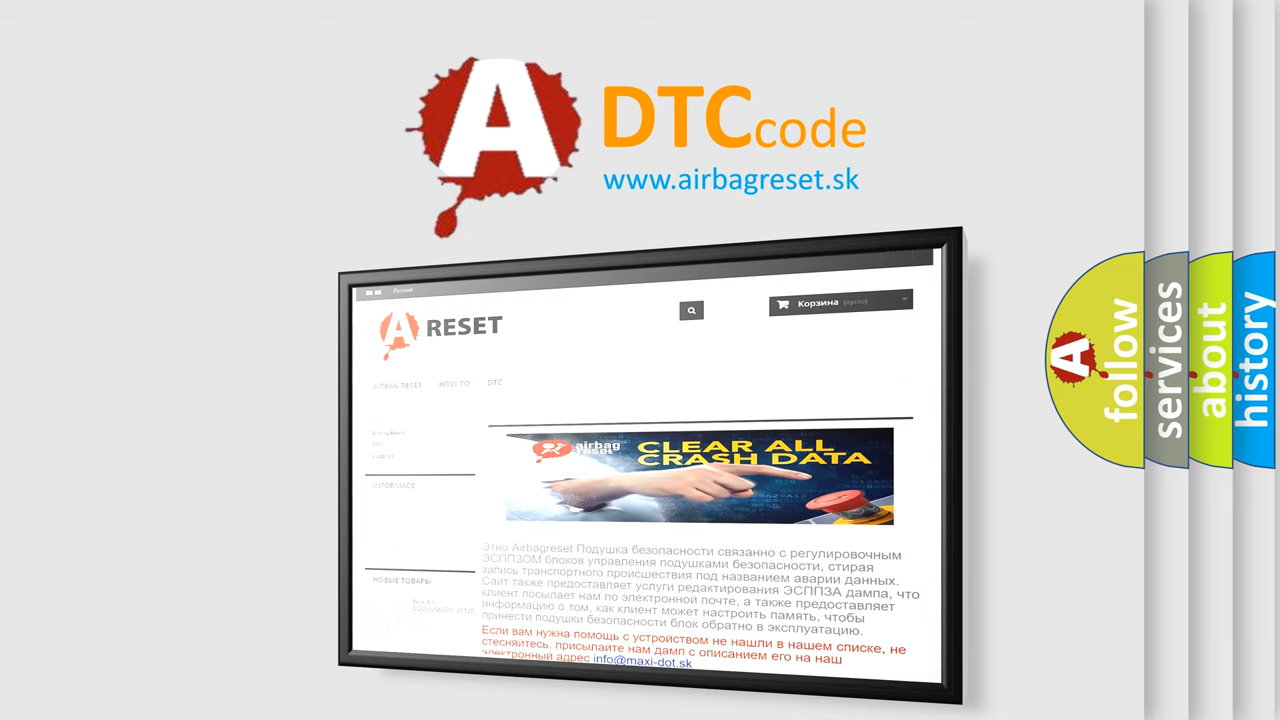 A
DTC code
www.airbagreset.sk
Русский
A RESET
Корзина (пусто)
AIRBAG RESET HOW TO DTC
INFORMACE
НОВЫЕ ТОВАРЫ
airbag
reset
CLEAR ALL
CRASH DATA
Этно Airbagreset Подушка безопасности связанно с регулировочным
ЭСППЗОМ блоков управления подушками безопасности, стирая
запись транспортного происшествия под названием аварии данных.
Сайт также предоставляет услуги редактирования ЭСППЗА дампа, что
клиент посылает нам по электронной почте, а также предоставляет
информацию о том, как клиент может настроить память, чтобы
принести подушки безопасности блок обратно в эксплуатацию.
Если вам нужна помощь с устройством не нашли в нашем списке, не
стесняйтесь, присылайте нам дамп с описанием его на наш
электронный адрес info@maxi-dot.sk
A
follow
services
about
history